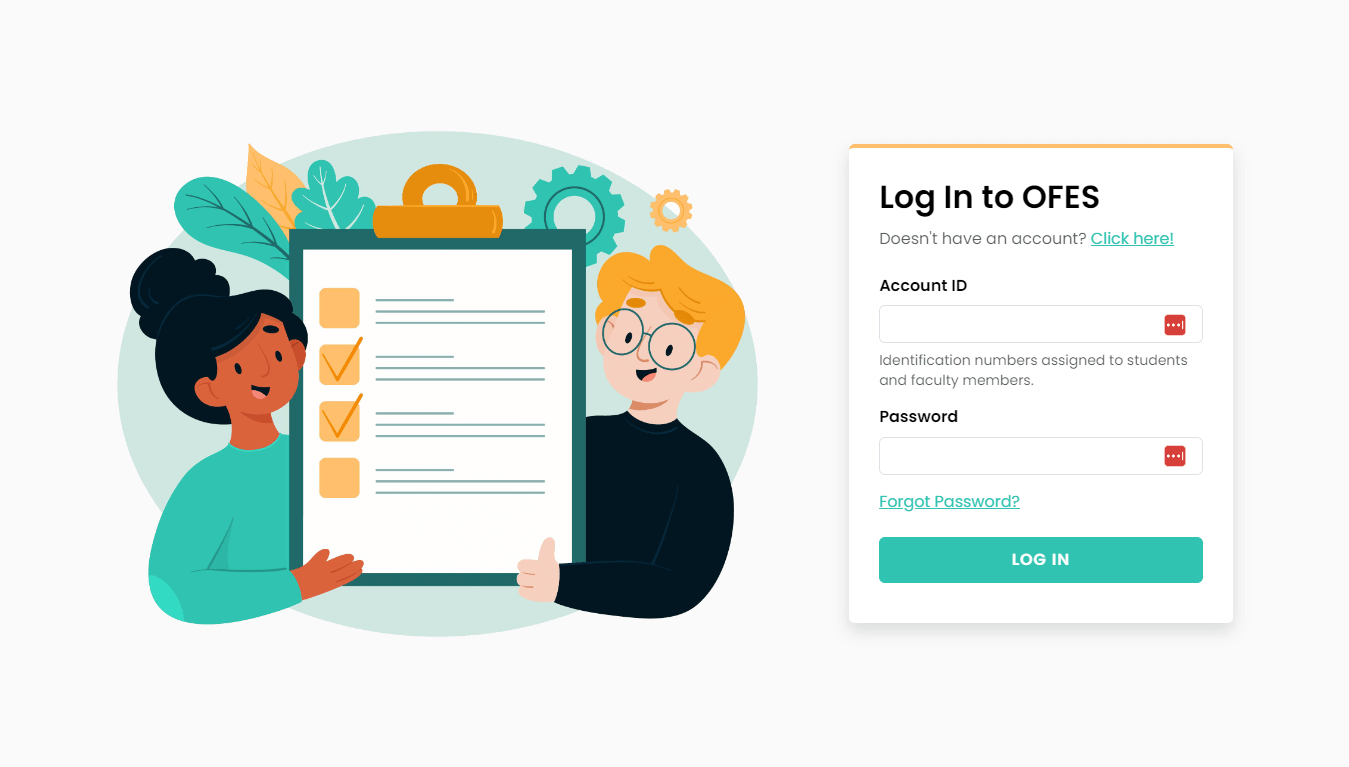 Log In to OFES
Doesn't have an account? Click here!
Account ID
Identification numbers assigned to students
and faculty members.
Password
Forgot Password?
LOG IN